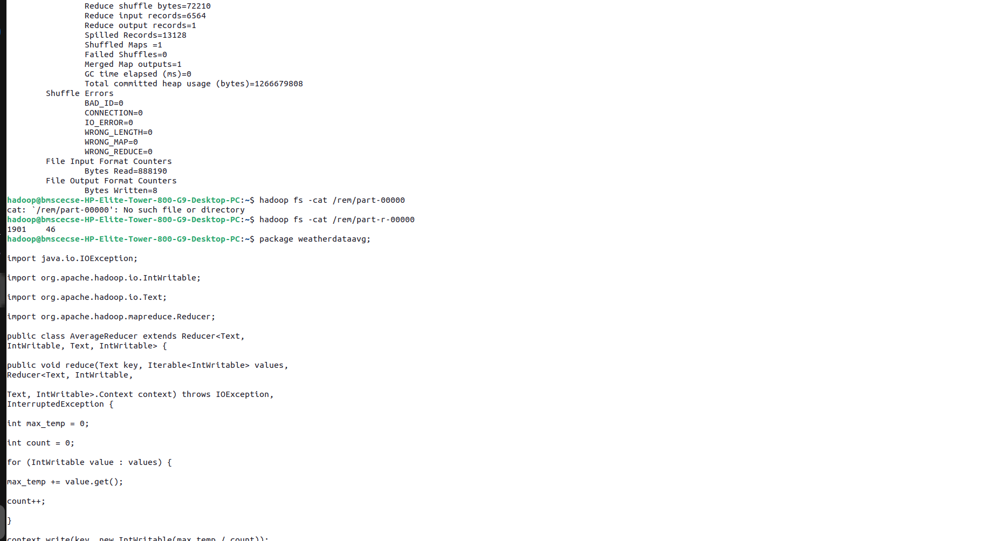 Reduce shuffle bytes=72210
Reduce input records=6564
Reduce output records=1
Spilled Records=13128
Shuffled Maps =1
Failed Shuffles=0
Merged Map outputs=1
GC time elapsed (ms)=0
Total committed heap usage (bytes)=1266679808
Shuffle Errors
BAD_ID=0
CONNECTION=0
IO_ERROR=0
WRONG_LENGTH=0
WRONG_MAP=0
WRONG_REDUCE=0
File Input Format Counters
Bytes Read=888190
File Output Format Counters
Bytes Written=8
hadoop@bmscecse-HP-Elite-Tower-800-G9-Desktop-PC:~$ hadoop fs -cat /rem/part-00000
cat: `/rem/part-00000': No such file or directory
hadoop@bmscecse-HP-Elite-Tower-800-G9-Desktop-PC:~$ hadoop fs -cat /rem/part-r-00000
1901    46
hadoop@bmscecse-HP-Elite-Tower-800-G9-Desktop-PC:~$ package weatherdataavg;
import java.io.IOException;
import org.apache.hadoop.io.IntWritable;
import org.apache.hadoop.io.Text;
import org.apache.hadoop.mapreduce.Reducer;
public class AverageReducer extends Reducer<Text,
IntWritable, Text, IntWritable> {
public void reduce(Text key, Iterable<IntWritable> values,
Reducer<Text, IntWritable,
Text, IntWritable>.Context context) throws IOException,
InterruptedException {
int max_temp = 0;
int count = 0;
for (IntWritable value : values) {
max_temp += value.get();
count++;
}
context.write(key, new IntWritable(max_temp / count));